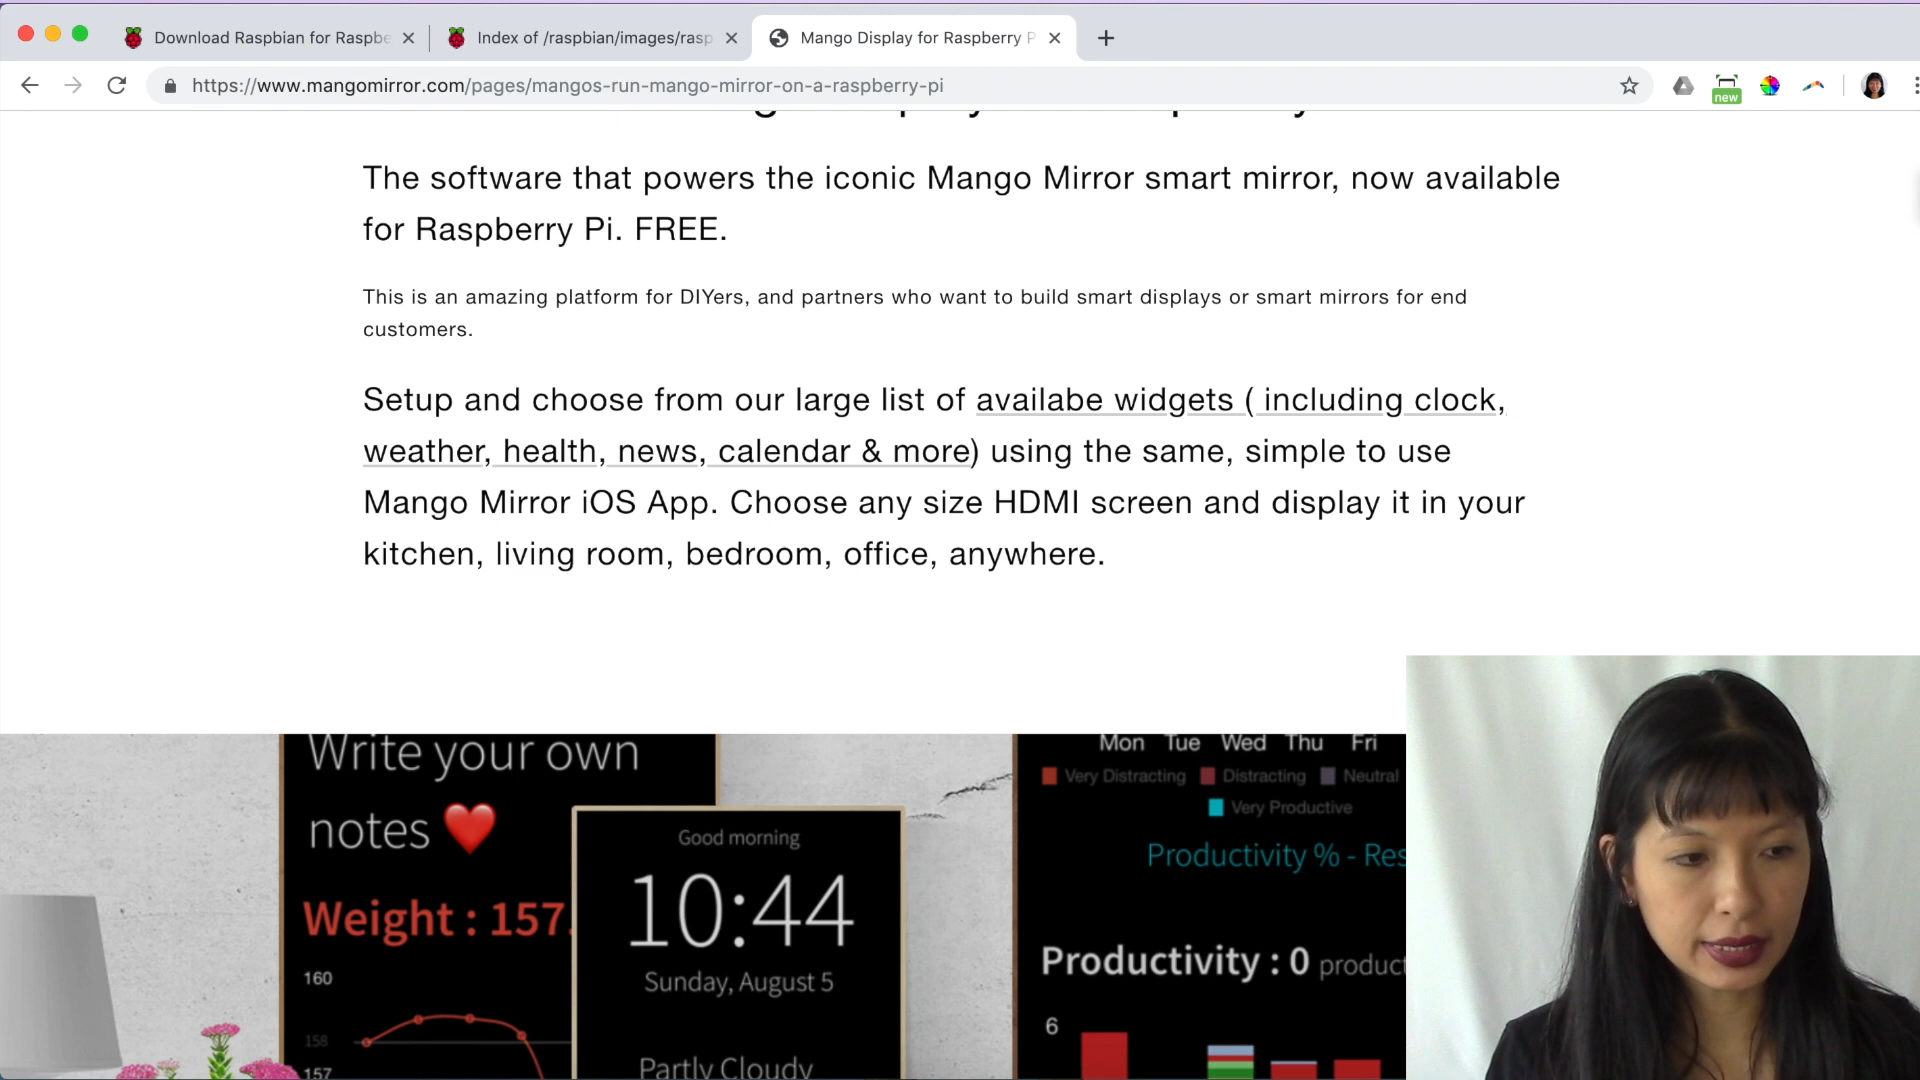 Download Raspbian for Raspbe
Index of /raspbian/images/rasp
Mango Display for Raspberry P
https://www.mangomirror.com/pages/mangos-run-mango-mirror-on-a-raspberry-pi
new
The software that powers the iconic Mango Mirror smart mirror, now available
for Raspberry Pi. FREE.
This is an amazing platform for DIYers, and partners who want to build smart displays or smart mirrors for end
customers.
Setup and choose from our large list of availabe widgets ( including clock,
weather, health, news, calendar & more) using the same, simple to use
Mango Mirror iOS App. Choose any size HDMI screen and display it in your
kitchen, living room, bedroom, office, anywhere.
Write your own
notes ❤️
Weight : 157.
160
158
157
Good morning
10:44
Sunday, August 5
Partly Cloudy
Mon Tue Wed Thu Fri
Very Distracting Distracting Neutral
Very Productive
Productivity % - Res
Productivity : 0 product
6